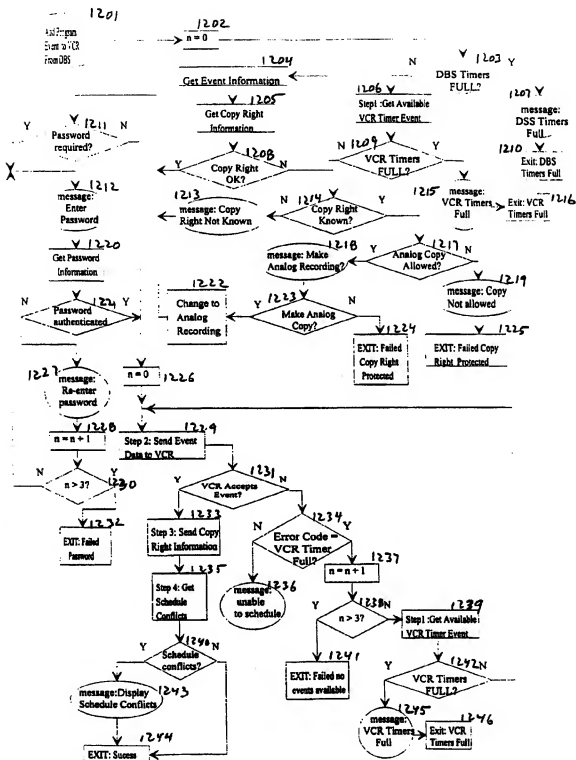 1201
1202
Add Program
Event to VCR
From DBS
n = 0
1204
N
1203
Y
DBS Timers
FULL?
Get Event Information
1206
Step1 :Get Available
VCR Timer Event
1207
message:
DSS Timers
Full
1205
Get Copy Right
Information
Y
1211
N
Password
required?
1208
Y
Copy Right
OK?
N
1209
N
VCR Timers
FULL?
Y
1210
Exit: DBS
Timers Full
1212
message:
Enter
Password
1213
message: Copy
Right Not Known
N
1214
Y
Copy Right
Known?
1215
message:
VCR Timers
Full
Exit: VCR
Timers Full
1216
1220
Get Password
Information
1218
message: Make
Analog Recording?
Y
1217
N
Analog Copy
Allowed?
1219
message: Copy
Not allowed
N
Y
Password
authenticated
1222
Change to
Analog
Recording
Y
1223
N
Make Analog
Copy?
1224
EXIT: Failed
Copy Right
Protected
1225
EXIT: Failed Copy
Right Protected
1227
message:
Re-enter
password
n=0
1226
1228
n = n + 1
1229
Step 2: Send Event
Data to VCR
N
Y
n > 3?
1230
1231
Y
N
VCR Accepts
Event?
1232
EXIT: Failed
Password
1233
Step 3: Send Copy
Right Information
1234
N
Y
Error Code =
VCR Timer
Full?
1235
Step 4: Get
Schedule
Conflicts
1236
message:
unable
to schedule
1237
n = n + 1
Y
1238
N
n > 3?
1239
Step1 :Get Available
VCR Timer Event
1240
Y
N
Schedule
conflicts?
1241
EXIT: Failed no
events available
Y
1242
N
VCR Timers
FULL?
message:Display
Schedule Conflicts
1243
1244
EXIT: Sucess
1245
message:
VCR Timers
Full
1246
Exit: VCR
Timers Full